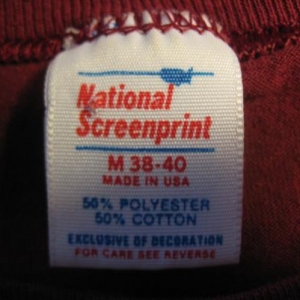 National
Screenprint
M 38-40
MADE IN USA
50% POLYESTER
50% COTTON
EXCLUSIVE OF DECORATION
FOR CARE SEE REVERSE